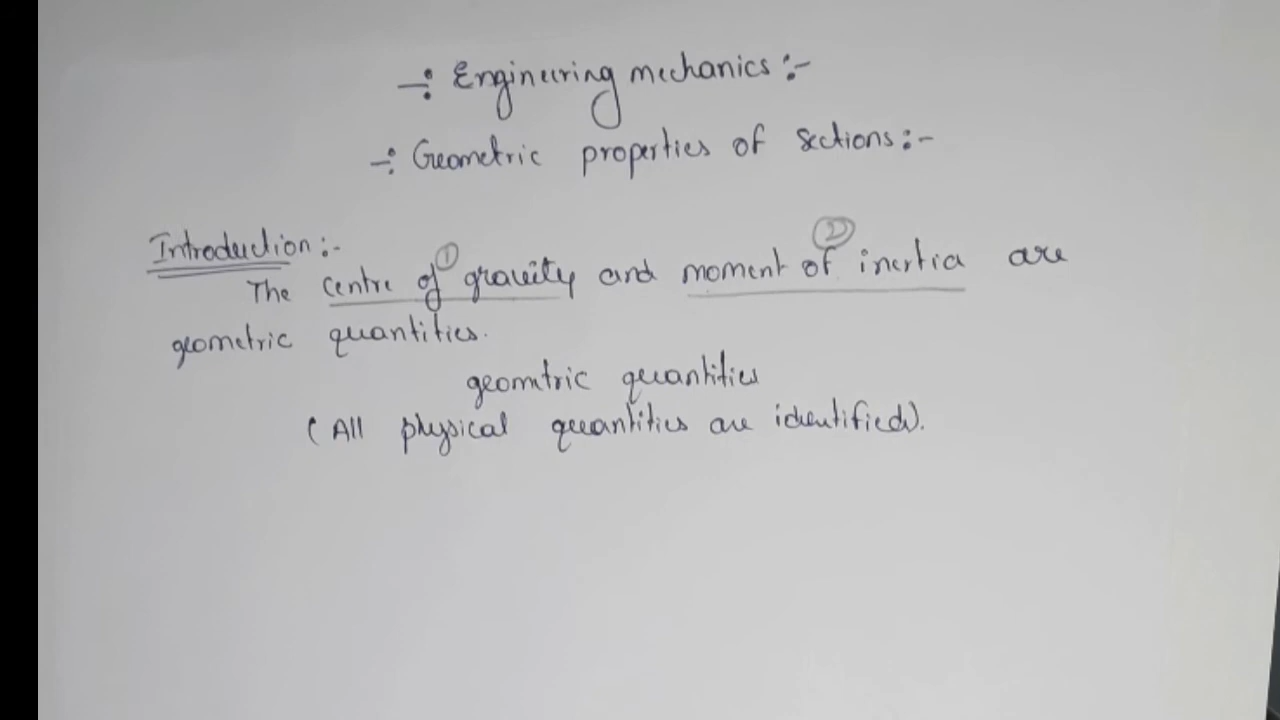 ÷ Engineering mechanics :-
÷ Geometric properties of sections :-
Introduction :-
① ②
The centre of gravity and moment of inertia are
geometric quantities.
geometric quantities
(All physical quantities are identified).